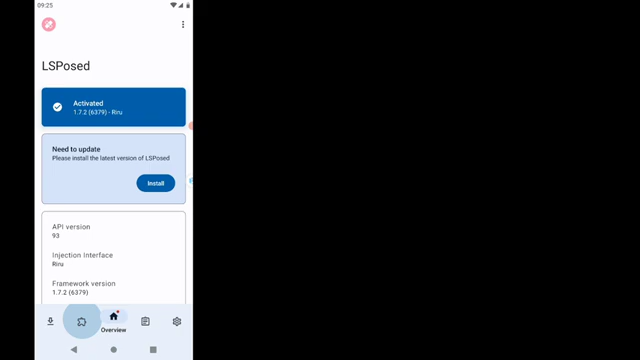 09:25
LSPosed
Activated
1.7.2 (6379) - Riru
Need to update
Please install the latest version of LSPosed
Install
API version
93
Injection Interface
Riru
Framework version
1.7.2 (6379)
Overview